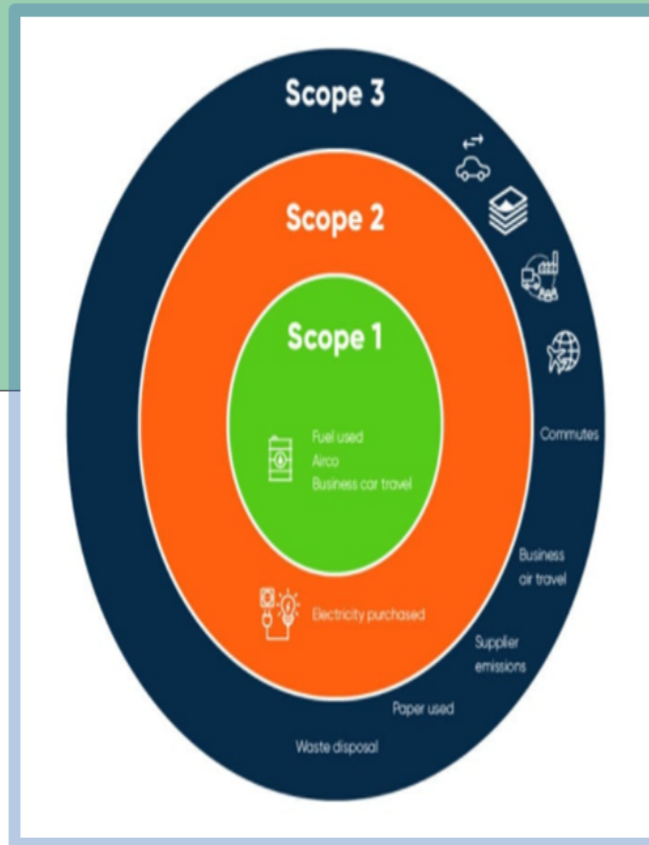 Scope 3
Scope 2
Scope 1
Fuel used
Airco
Business car travel
Commutes
Business
air travel
Electricity purchased
Supplier
emissions
Paper used
Waste disposal